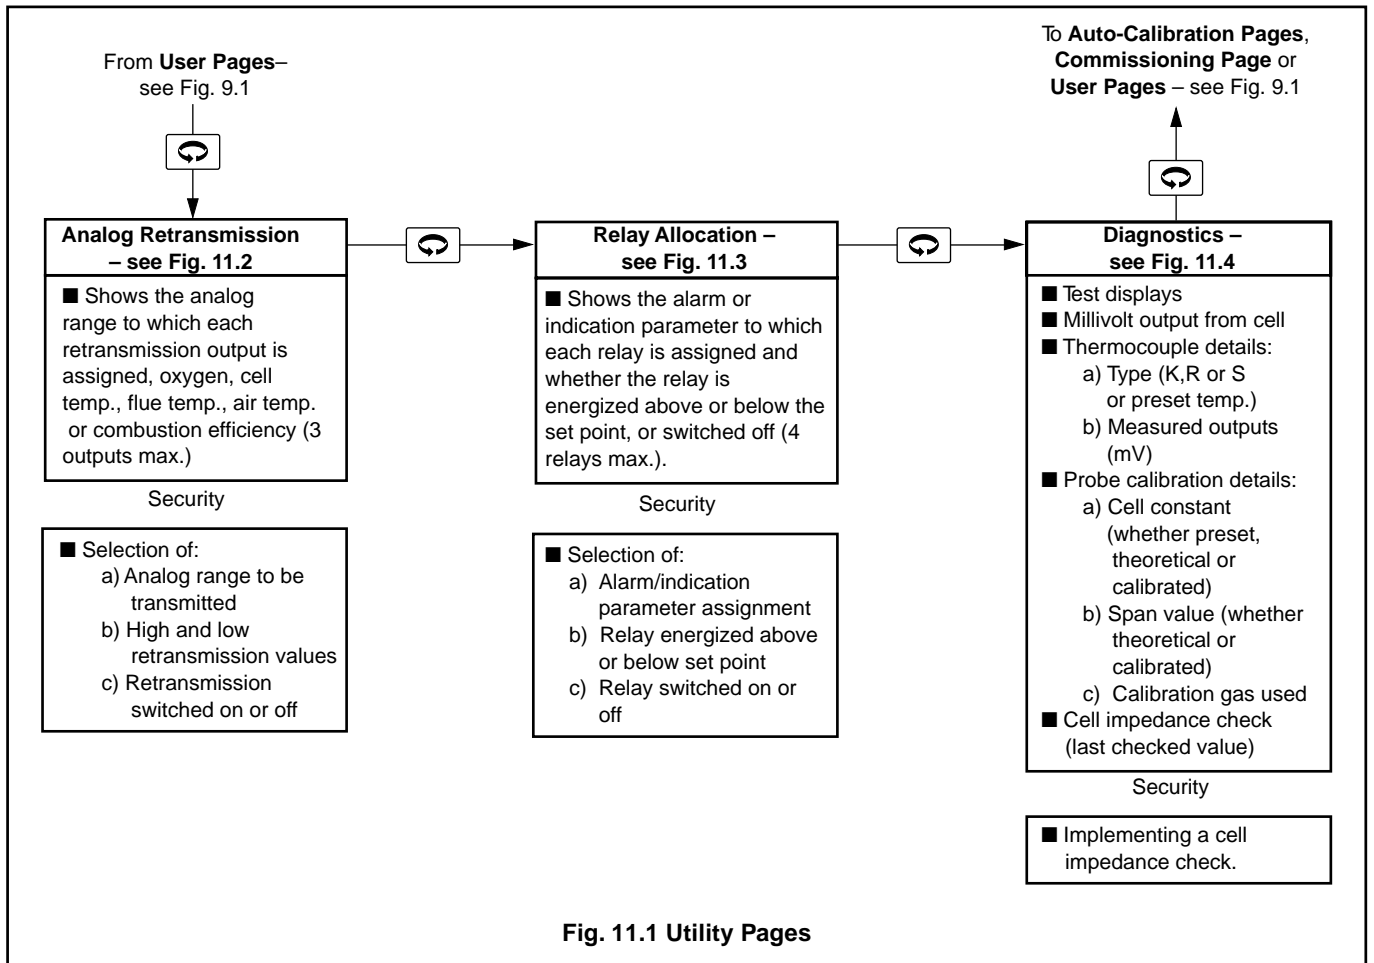 From User Pages–
see Fig. 9.1
To Auto-Calibration Pages,
Commissioning Page or
User Pages – see Fig. 9.1
Analog Retransmission
– see Fig. 11.2
■ Shows the analog
range to which each
retransmission output is
assigned, oxygen, cell
temp., flue temp., air temp.
or combustion efficiency (3
outputs max.)
Security
■ Selection of:
a) Analog range to be
transmitted
b) High and low
retransmission values
c) Retransmission
switched on or off
Relay Allocation –
see Fig. 11.3
■ Shows the alarm or
indication parameter to which
each relay is assigned and
whether the relay is
energized above or below the
set point, or switched off (4
relays max.).
Security
■ Selection of:
a) Alarm/indication
parameter assignment
b) Relay energized above
or below set point
c) Relay switched on or
off
Diagnostics –
see Fig. 11.4
■ Test displays
■ Millivolt output from cell
■ Thermocouple details:
a) Type (K,R or S
or preset temp.)
b) Measured outputs
(mV)
■ Probe calibration details:
a) Cell constant
(whether preset,
theoretical or
calibrated)
b) Span value (whether
theoretical or
calibrated)
c) Calibration gas used
■ Cell impedance check
(last checked value)
Security
■ Implementing a cell
impedance check.
Fig. 11.1 Utility Pages